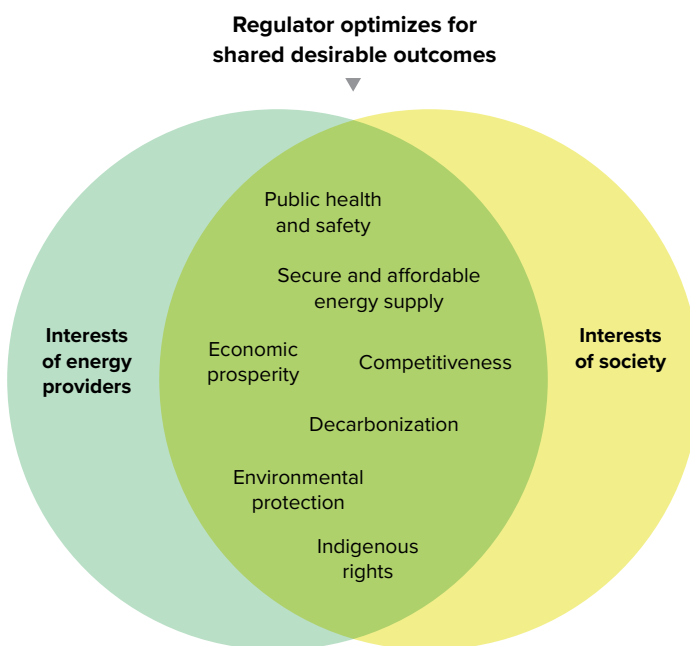 Regulator optimizes for
shared desirable outcomes
Public health
and safety
Secure and affordable
energy supply
Interests
of energy
providers
Economic
prosperity
Competitiveness
Interests
of society
Decarbonization
Environmental
protection
Indigenous
rights